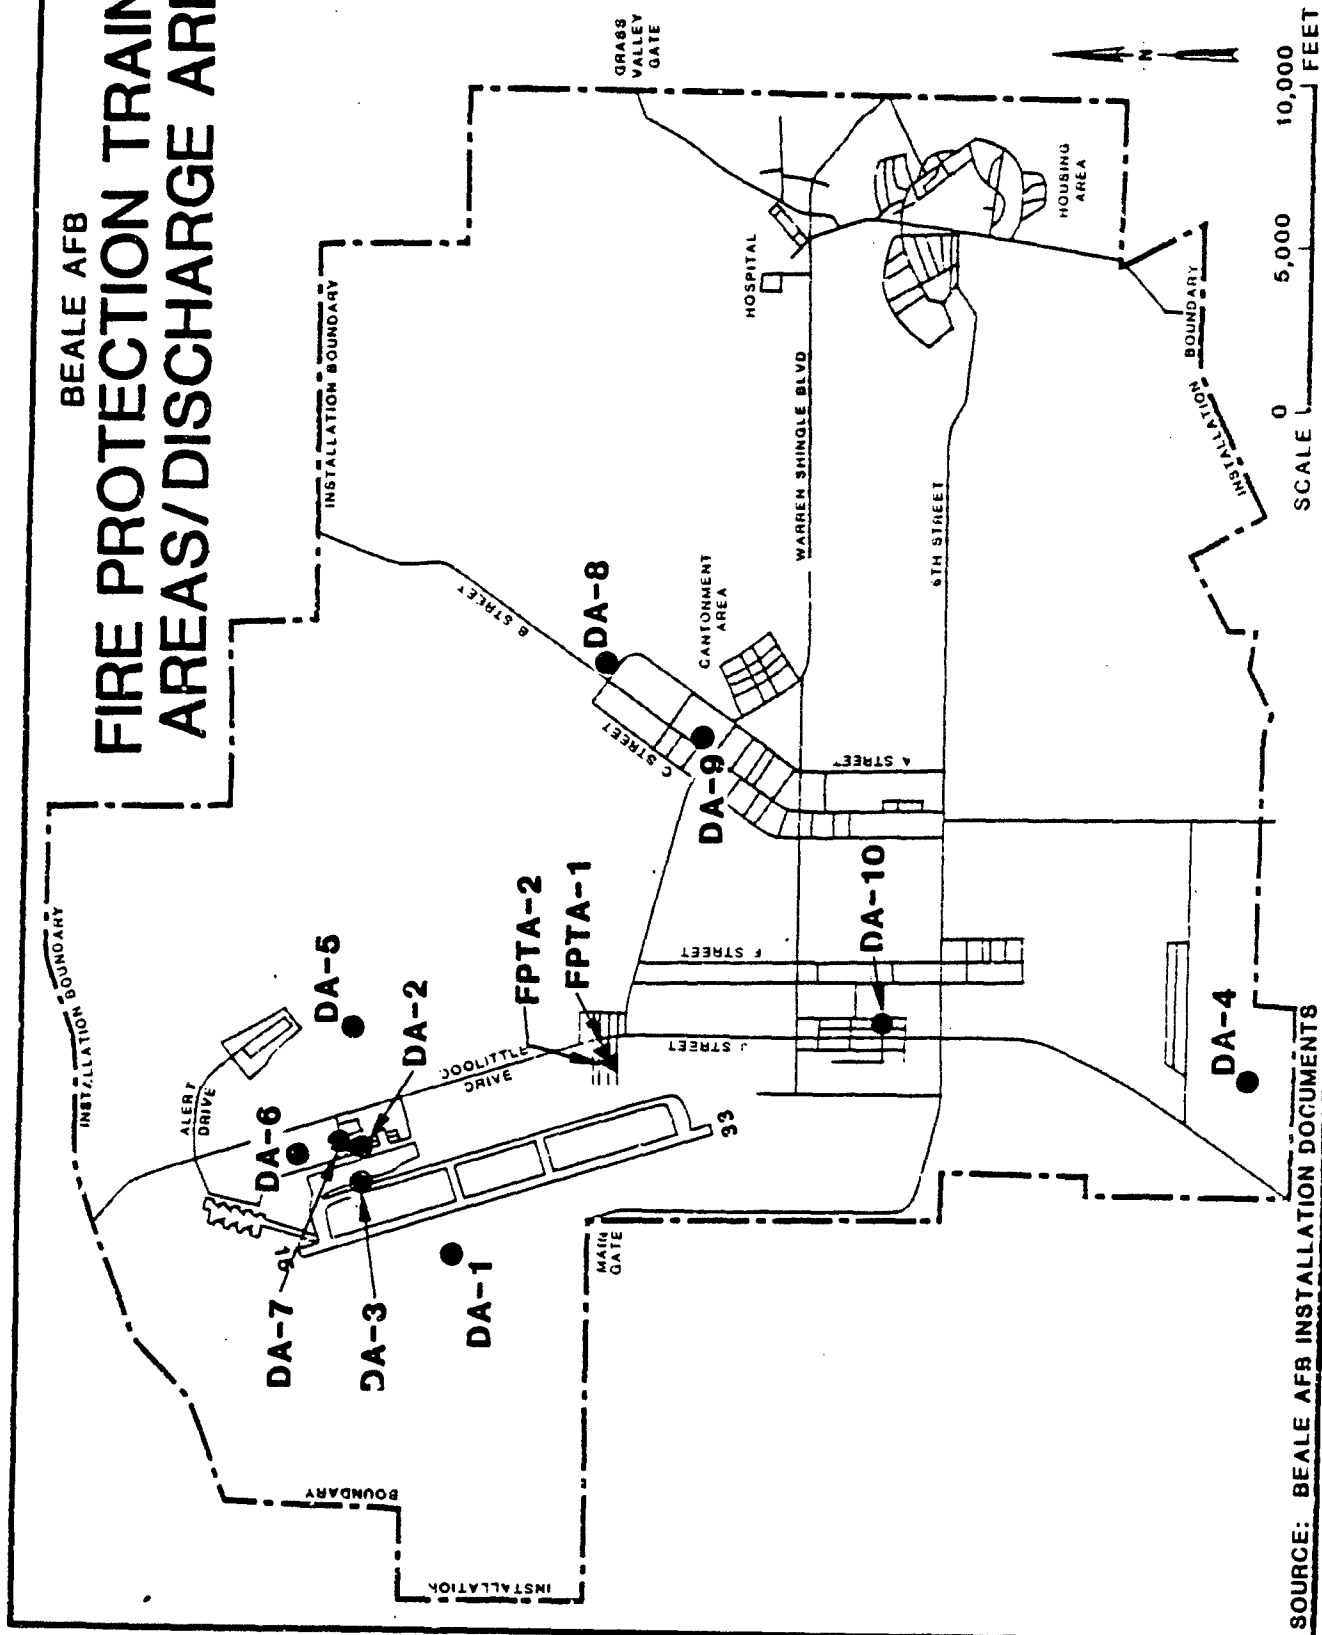 BEALE AFB
FIRE PROTECTION TRAIN
AREAS/DISCHARGE ARE
INSTALLATION BOUNDARY
INSTALLATION BOUNDARY
GRASS
VALLEY
GATE
N
ALERT
DRIVE
DA-5
DA-6
DA-2
DOOLITTLE
DRIVE
DA-7
DA-3
DA-1
33
B STREET
DA-8
C STREET
DA-9
CANTONMENT
AREA
FPTA-2
FPTA-1
HOSPITAL
HOUSING
AREA
WARREN SHINGLE BLVD
6TH STREET
A STREET
F STREET
J STREET
DA-10
MAIN
GATE
DA-4
BOUNDARY
INSTALLATION
INSTALLATION
BOUNDARY
SCALE
0 5,000 10,000
FEET
SOURCE: BEALE AFB INSTALLATION DOCUMENTS